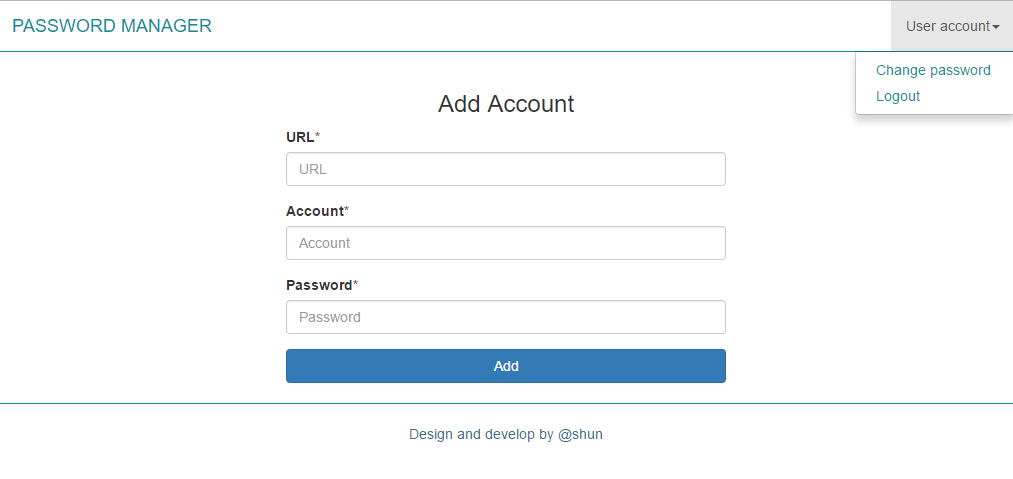 PASSWORD MANAGER
User account
Change password
Logout
Add Account
URL*
URL
Account*
Account
Password*
Password
Add
Design and develop by @shun